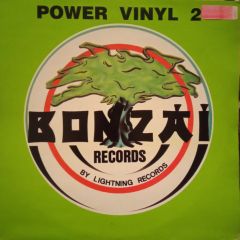 POWER VINYL 2
BONZAI
RECORDS
BY LIGHTNING RECORDS